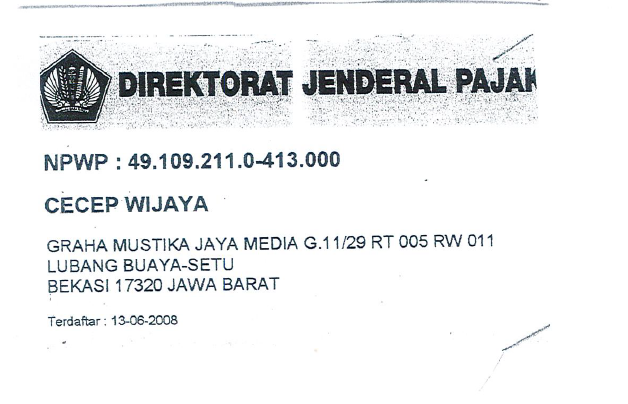 DIREKTORAT JENDERAL PAJAK
NPWP : 49.109.211.0-413.000
CECEP WIJAYA
GRAHA MUSTIKA JAYA MEDIA G.11/29 RT 005 RW 011
LUBANG BUAYA-SETU
BEKASI 17320 JAWA BARAT
Terdaftar : 13-06-2008